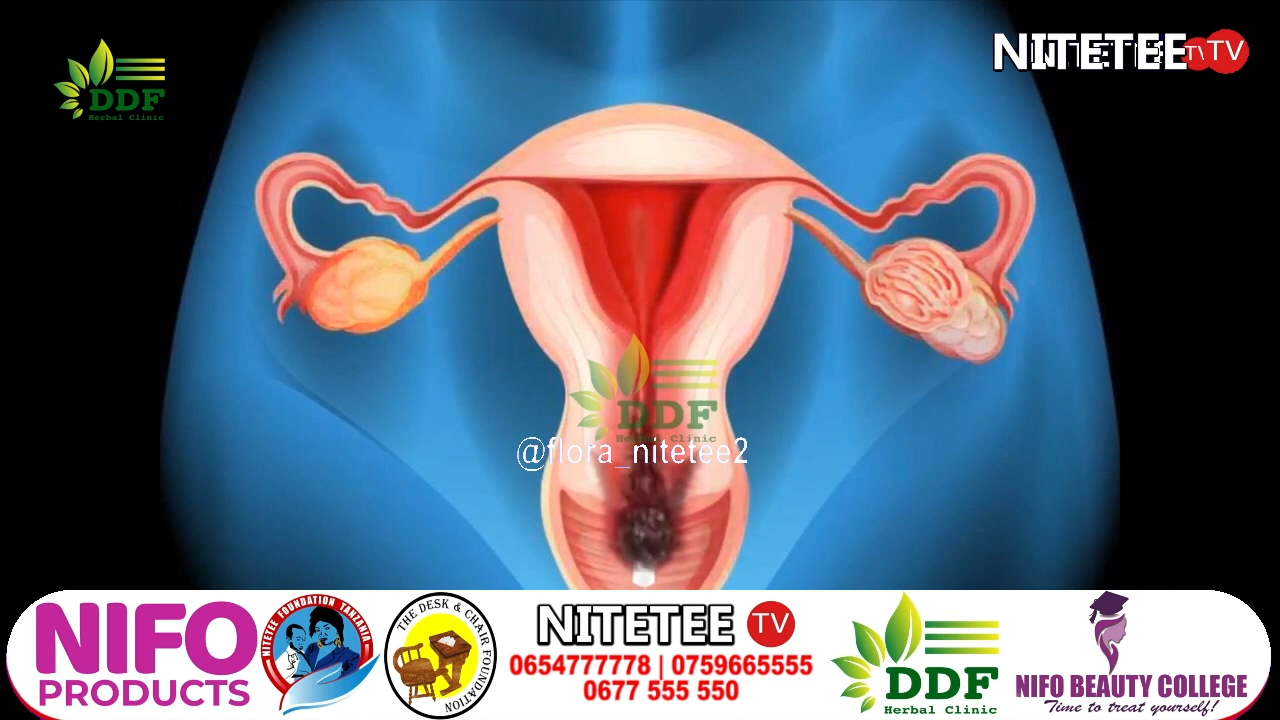 DDF
Herbal Clinic
NITETEE TV
DDF
Herbal Clinic
@flora_nitetee2
NIFO
PRODUCTS
NITETEE FOUNDATION TANZANIA
THE DESK & CHAIR FOUNDATION
NITETEE TV
0654777778 | 0759665555
0677 555 550
DDF
Herbal Clinic
NIFO BEAUTY COLLEGE
Time to treat yourself!